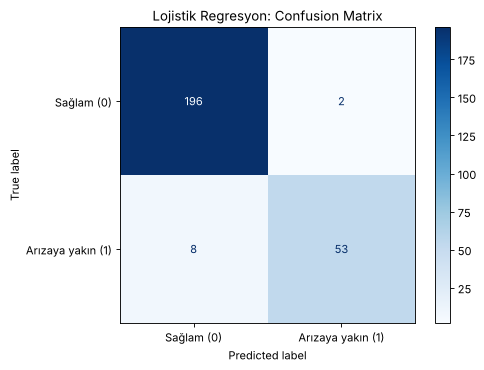 Lojistik Regresyon: Confusion Matrix
True label
Sağlam (0)
196
2
Arızaya yakın (1)
8
53
Sağlam (0)
Arızaya yakın (1)
Predicted label
175
150
125
100
75
50
25